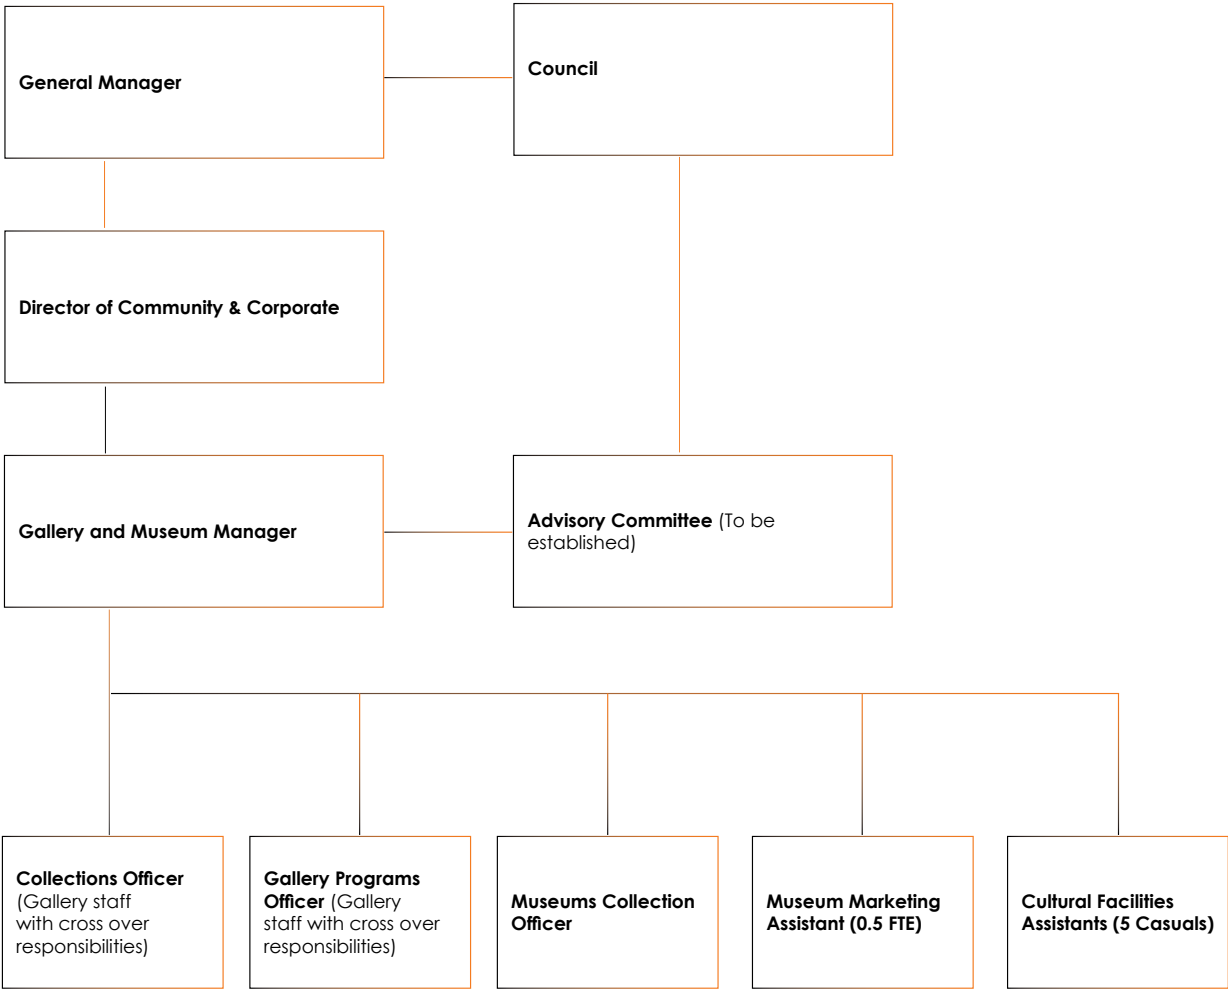 General Manager
Council
Director of Community & Corporate
Gallery and Museum Manager
Advisory Committee (To be
established)
Collections Officer
(Gallery staff
with cross over
responsibilities)
Gallery Programs
Officer (Gallery
staff with cross over
responsibilities)
Museums Collection
Officer
Museum Marketing
Assistant (0.5 FTE)
Cultural Facilities
Assistants (5 Casuals)